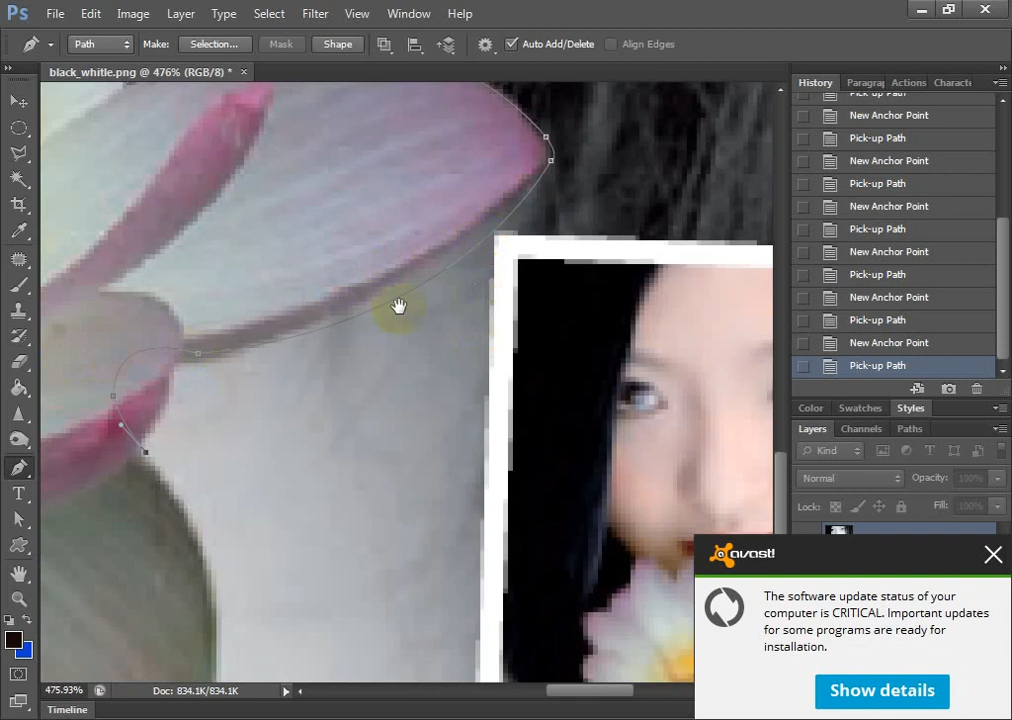 Ps File Edit Image Layer Type Select Filter View Window Help
Path Make: Selection... Mask Shape Auto Add/Delete Align Edges
black_whitle.png @ 476% (RGB/8) * ×
History Paragraph Actions Characte
Pick-up Path
New Anchor Point
Pick-up Path
New Anchor Point
Pick-up Path
New Anchor Point
Pick-up Path
New Anchor Point
Pick-up Path
New Anchor Point
Pick-up Path
New Anchor Point
Pick-up Path
Color Swatches Styles
Layers Channels Paths
Kind
Normal Opacity: 100%
Lock: Fill: 100%
avast!
The software update status of your
computer is CRITICAL. Important updates
for some programs are ready for
installation.
Show details
475.93% Doc: 834.1K/834.1K
Timeline